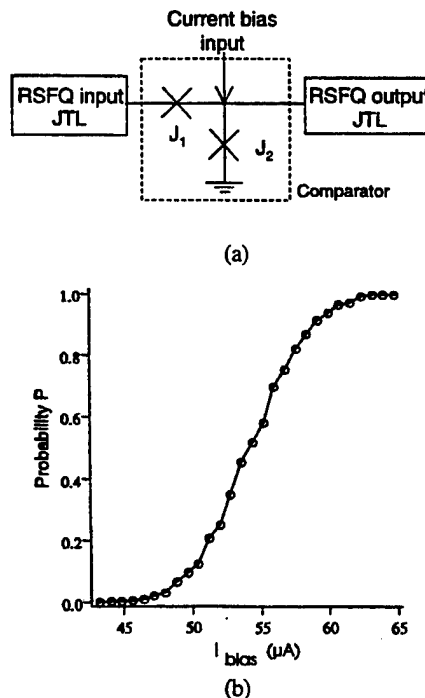 Current bias
input
RSFQ input
JTL
RSFQ output
JTL
J1
J2
Comparator
(a)
Probability P
1.0
0.8
0.6
0.4
0.2
0.0
45
50
55
60
65
I bias (μA)
(b)